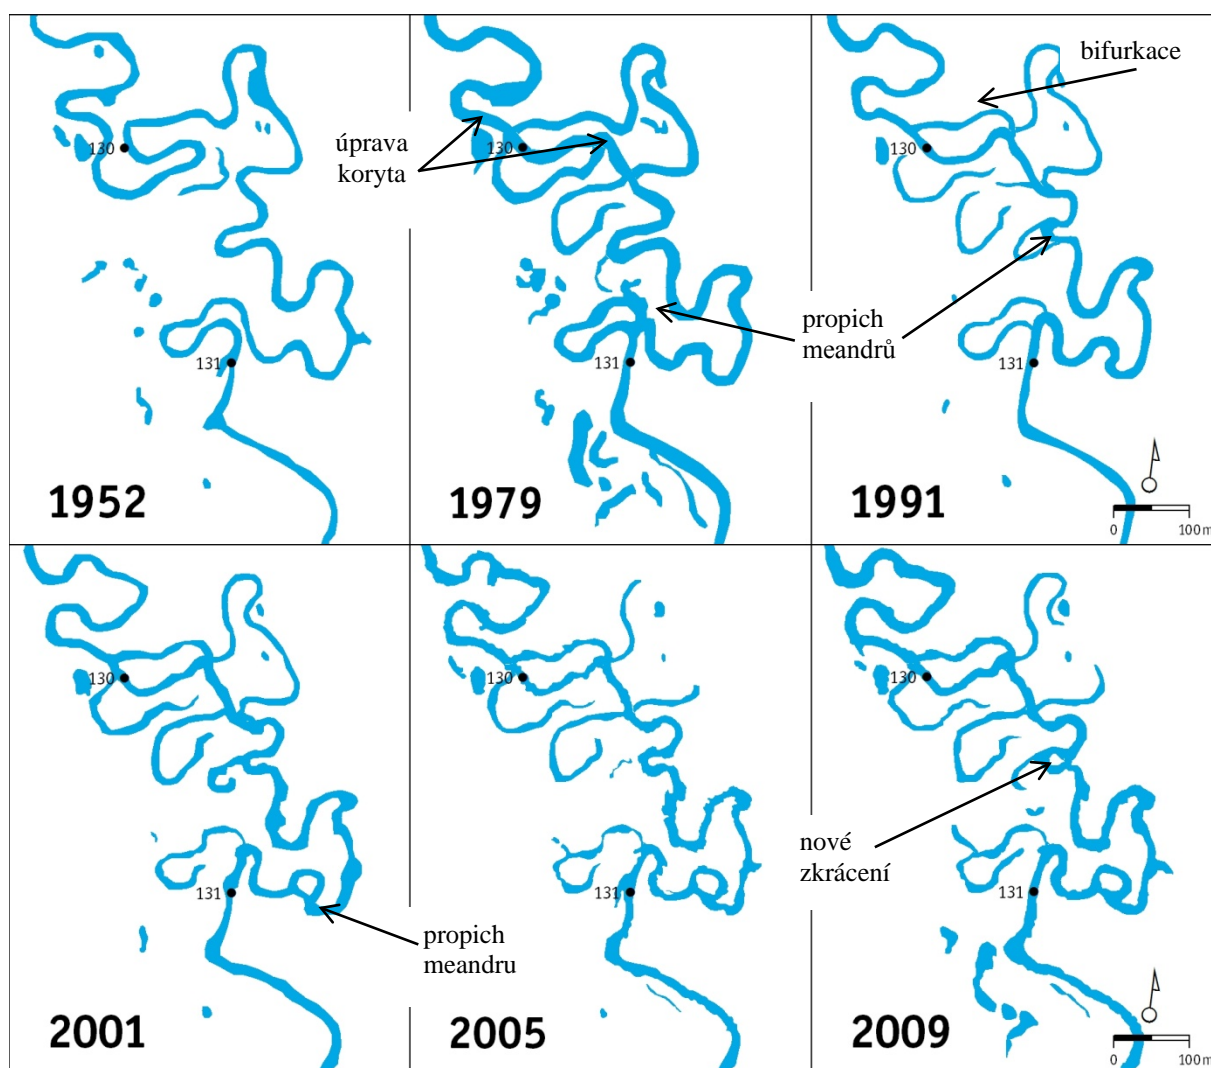 bifurkace
úprava
koryta
130
130
130
propich
meandrů
131
131
131
1952
1979
1991
0 100 m
130
130
130
nové
zkrácení
131
131
131
propich
meandru
2001
2005
2009
0 100 m